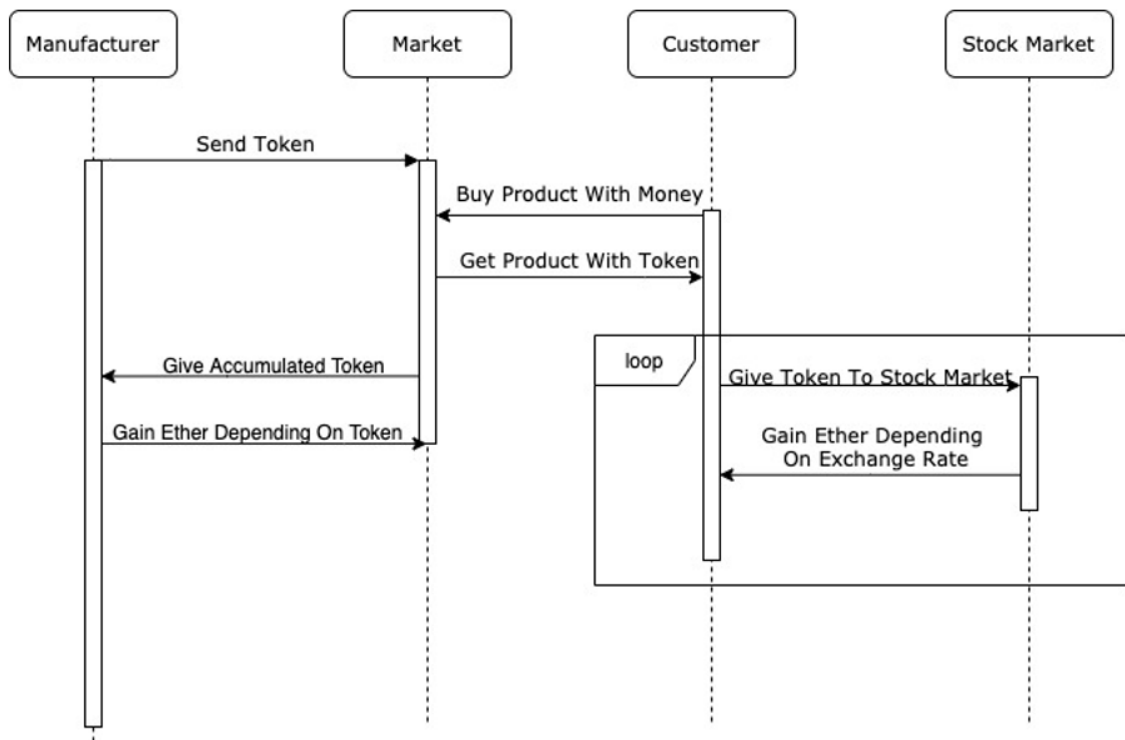 Manufacturer
Market
Customer
Stock Market
Send Token
Buy Product With Money
Get Product With Token
loop
Give Accumulated Token
Give Token To Stock Market
Gain Ether Depending On Token
Gain Ether Depending
On Exchange Rate